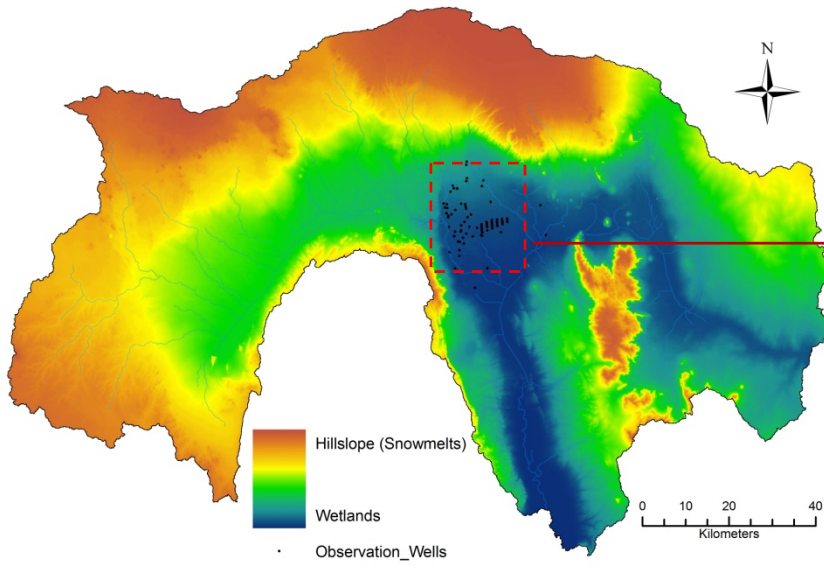 N
Hillslope (Snowmelts)
Wetlands
Observation_Wells
0 10 20 40
Kilometers